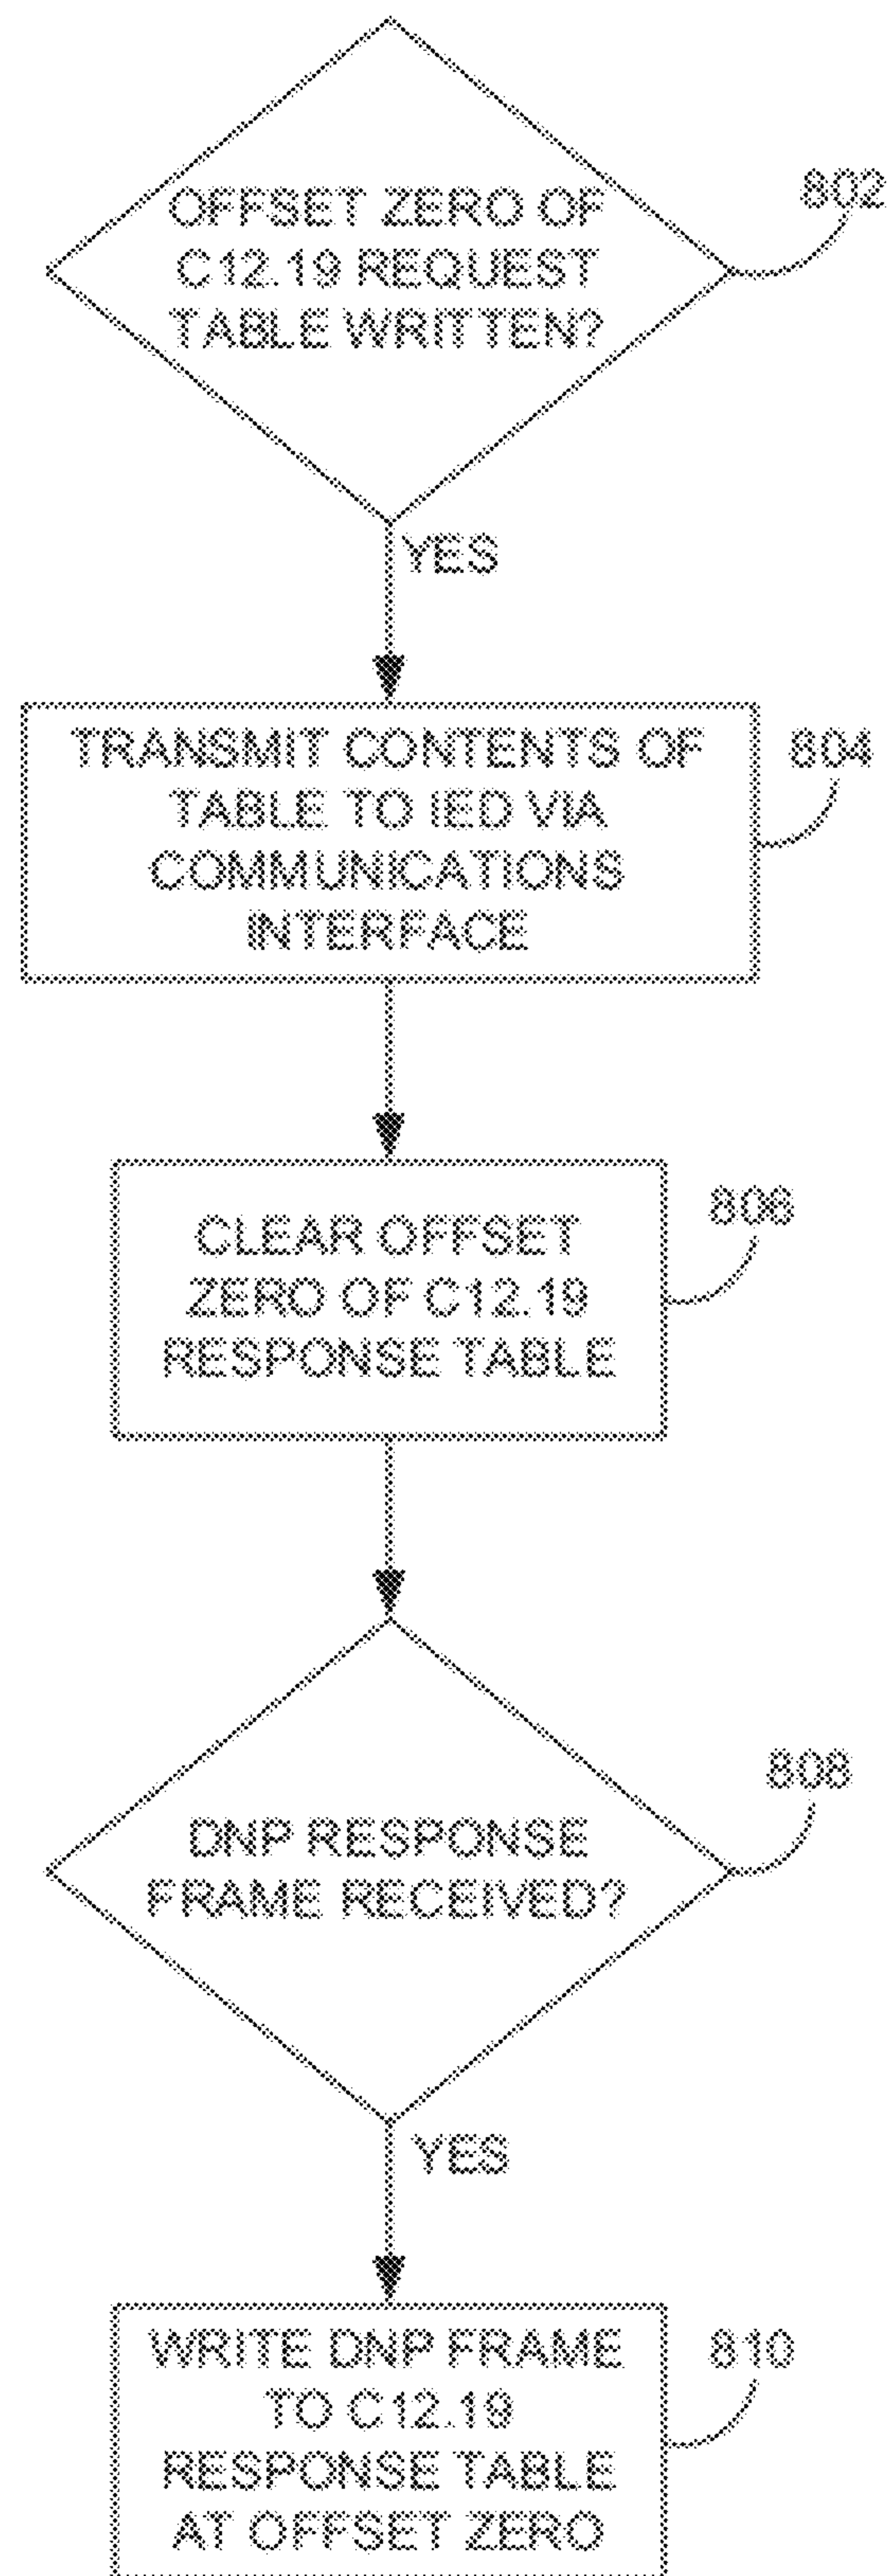 OFFSET ZERO OF
C12.19 REQUEST
TABLE WRITTEN?
802
YES
TRANSMIT CONTENTS OF
TABLE TO IED VIA
COMMUNICATIONS
INTERFACE
804
CLEAR OFFSET
ZERO OF C12.19
RESPONSE TABLE
806
DNP RESPONSE
FRAME RECEIVED?
808
YES
WRITE DNP FRAME
TO C12.19
RESPONSE TABLE
AT OFFSET ZERO
810